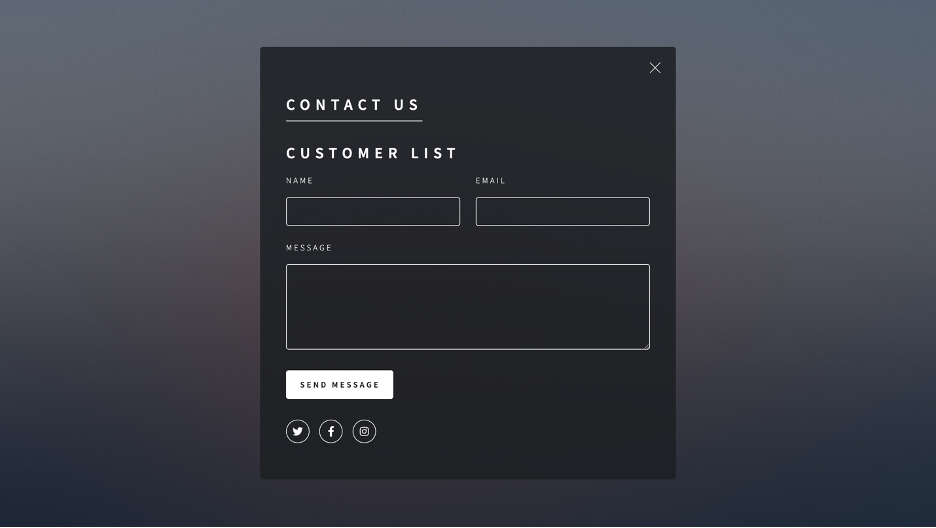 CONTACT US
CUSTOMER LIST
NAME EMAIL
MESSAGE
SEND MESSAGE